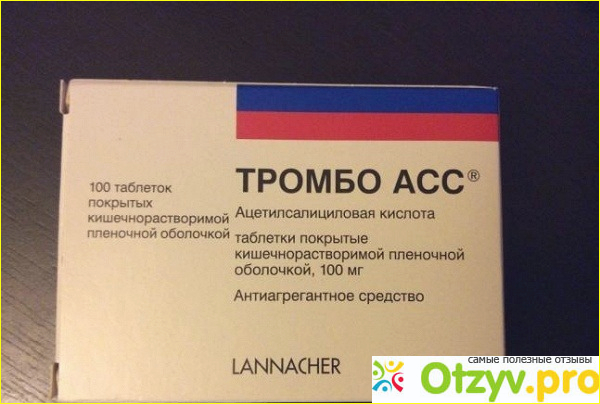 100 таблеток
покрытых
кишечнорастворимой
пленочной оболочкой
ТРОМБО АСС®
Ацетилсалициловая кислота
таблетки покрытые
кишечнорастворимой пленочной
оболочкой, 100 мг
Антиагрегантное средство
LANNACHER
самые полезные отзывы
Otzyv.pro